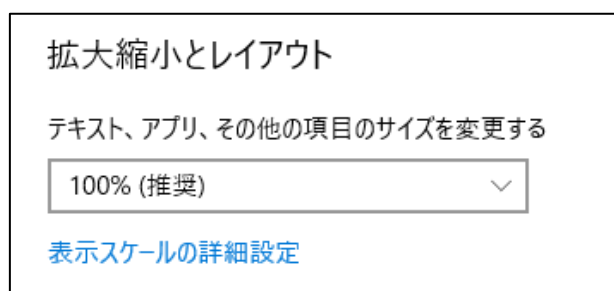 拡大縮小とレイアウト
テキスト、アプリ、その他の項目のサイズを変更する
100% (推奨)
表示スケールの詳細設定